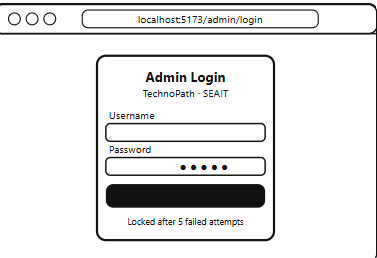 localhost:5173/admin/login
Admin Login
TechnoPath · SEAIT
Username
Password
•••••
Locked after 5 failed attempts